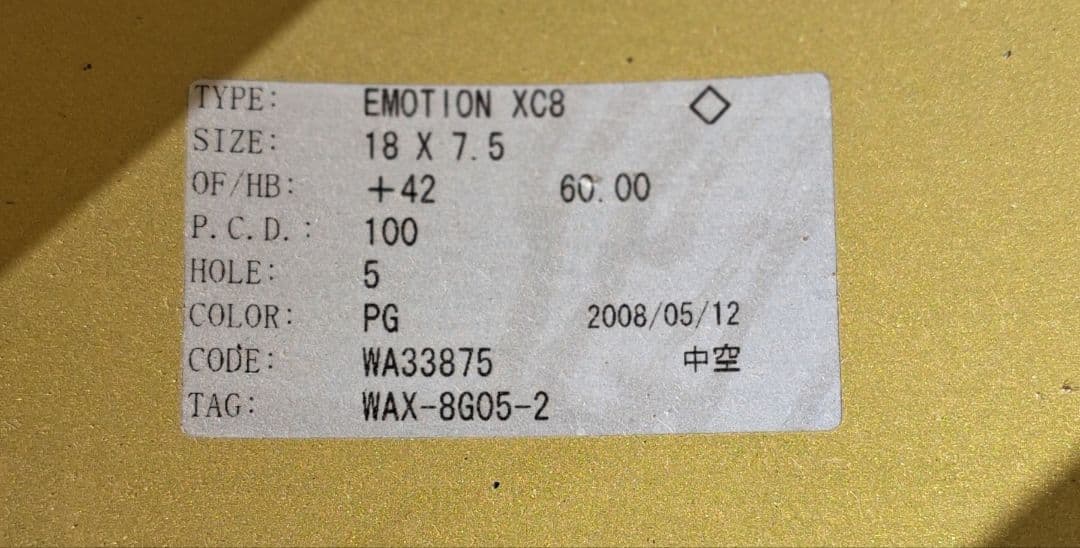 TYPE: EMOTION XC8 ◇
SIZE: 18 X 7.5
OF/HB: +42 60.00
P.C.D.: 100
HOLE: 5
COLOR: PG 2008/05/12
CODE: WA33875 中空
TAG: WAX-8G05-2